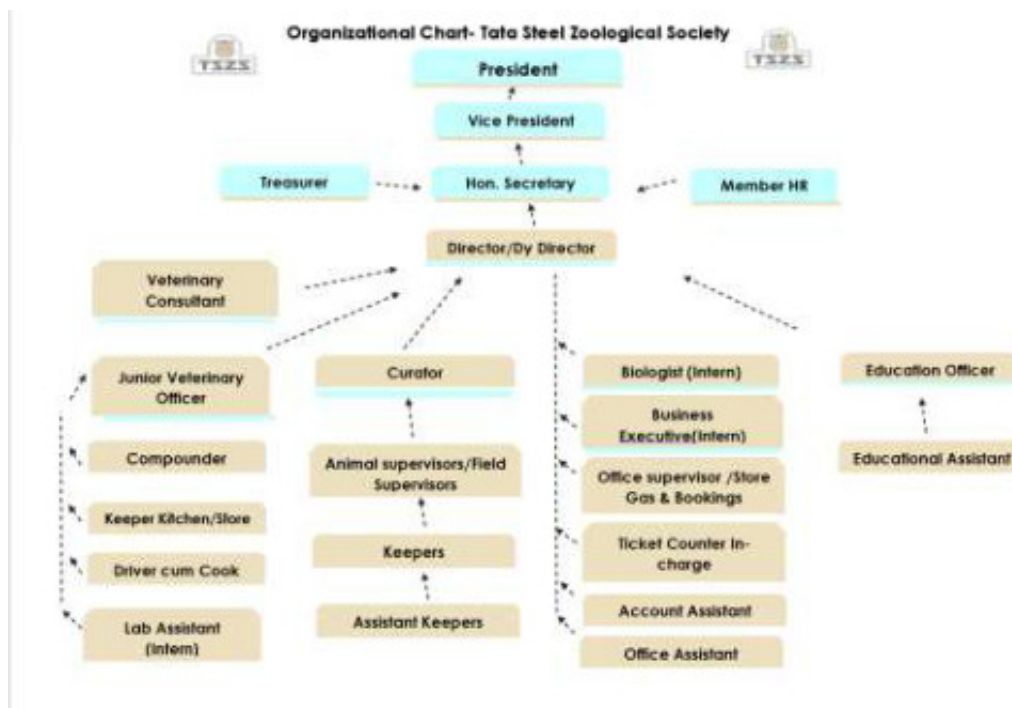 Organizational Chart- Tata Steel Zoological Society
TSZS
TSZS
President
Vice President
Treasurer
Hon. Secretary
Member HR
Director/Dy Director
Veterinary
Consultant
Junior Veterinary
Officer
Compounder
Keeper Kitchen/Store
Driver cum Cook
Lab Assistant
(Intern)
Curator
Animal supervisors/Field
Supervisors
Keepers
Assistant Keepers
Biologist (Intern)
Business
Executive(Intern)
Office supervisor /Store
Gas & Bookings
Ticket Counter In-
charge
Account Assistant
Office Assistant
Education Officer
Educational Assistant